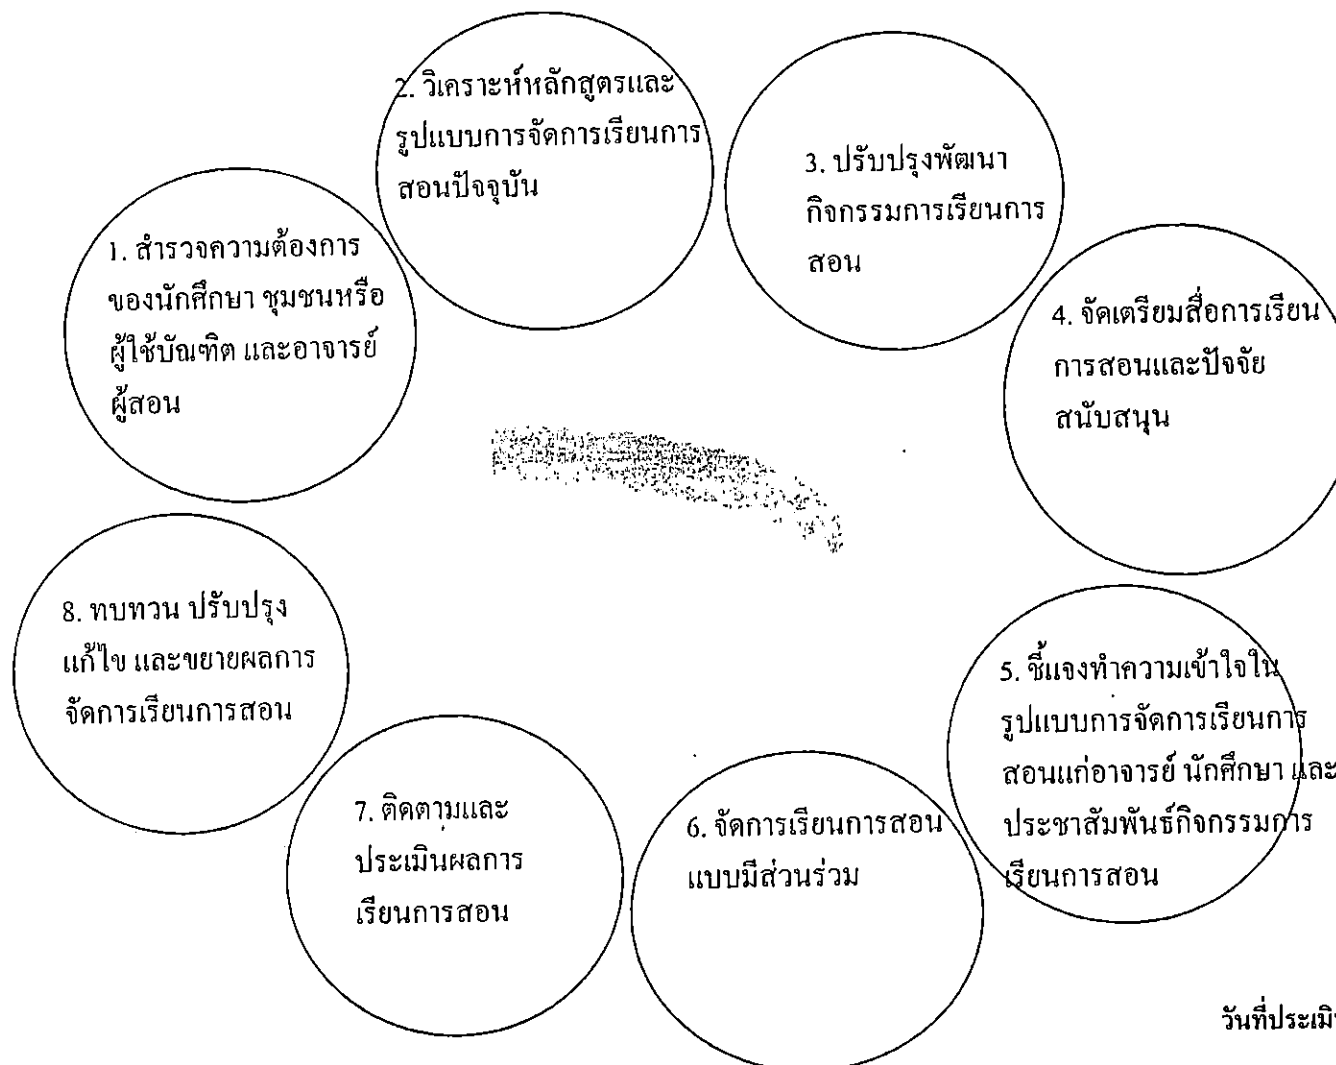 1. สำรวจความต้องการ
ของนักศึกษา ชุมชนหรือ
ผู้ใช้บัณฑิต และอาจารย์
ผู้สอน
2. วิเคราะห์หลักสูตรและ
รูปแบบการจัดการเรียนการ
สอนปัจจุบัน
3. ปรับปรุงพัฒนา
กิจกรรมการเรียนการ
สอน
4. จัดเตรียมสื่อการเรียน
การสอนและปัจจัย
สนับสนุน
5. ชี้แจงทำความเข้าใจใน
รูปแบบการจัดการเรียนการ
สอนแก่อาจารย์ นักศึกษา และ
ประชาสัมพันธ์กิจกรรมการ
เรียนการสอน
6. จัดการเรียนการสอน
แบบมีส่วนร่วม
7. ติดตามและ
ประเมินผลการ
เรียนการสอน
8. ทบทวน ปรับปรุง
แก้ไข และขยายผลการ
จัดการเรียนการสอน
วันที่ประเมิ